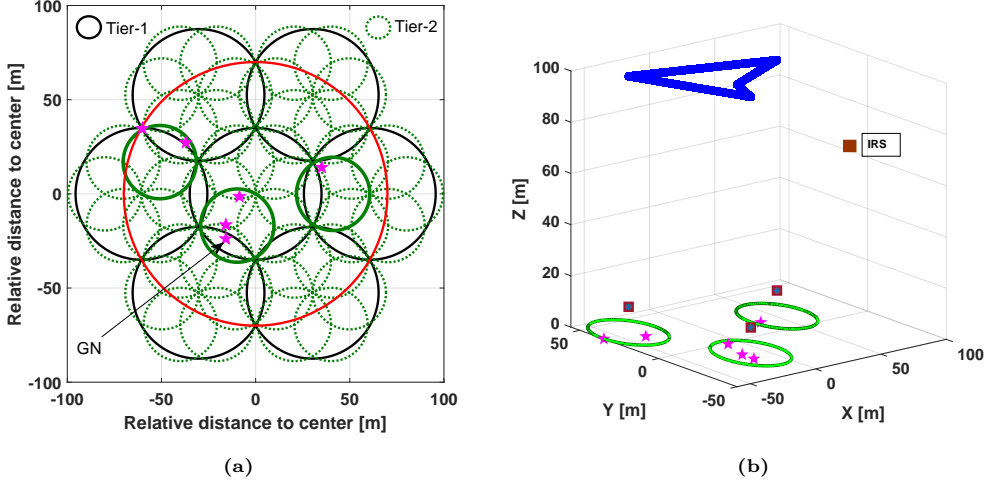 100
50
0
-50
-100
Relative distance to center [m]
Tier-1
Tier-2
GN
-100
-50
0
50
100
Relative distance to center [m]
(a)
100
80
60
40
20
0
Z [m]
IRS
50
0
-50
Y [m]
-50
0
50
100
X [m]
(b)